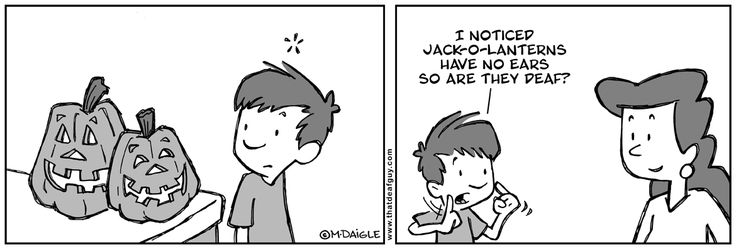 ©M·DAIGLE
www.thatdeafguy.com
I NOTICED
JACK-O-LANTERNS
HAVE NO EARS
SO ARE THEY DEAF?